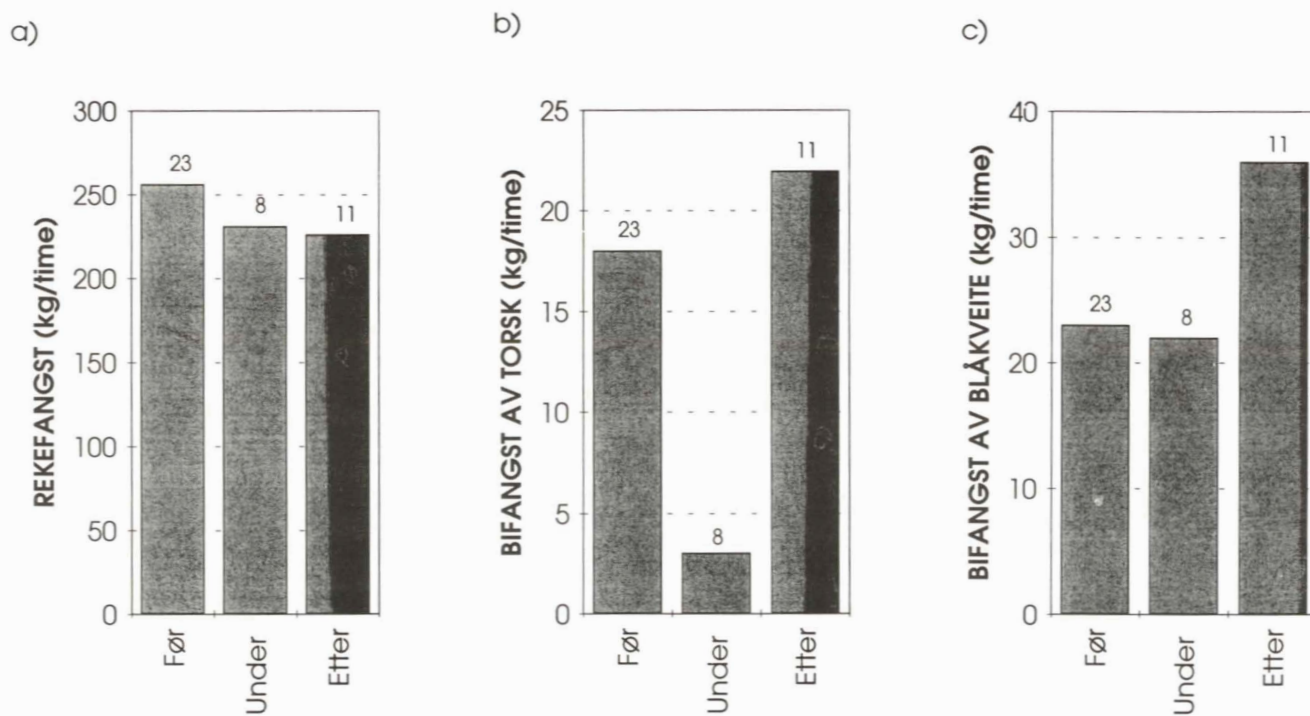 a)
REKEFANGST (kg/time)
300
250
200
150
100
50
0
23
8
11
Før
Under
Etter
b)
BIFANGST AV TORSK (kg/time)
25
20
15
10
5
0
23
8
11
Før
Under
Etter
c)
BIFANGST AV BLÅKVEITE (kg/time)
40
30
20
10
0
23
8
11
Før
Under
Etter